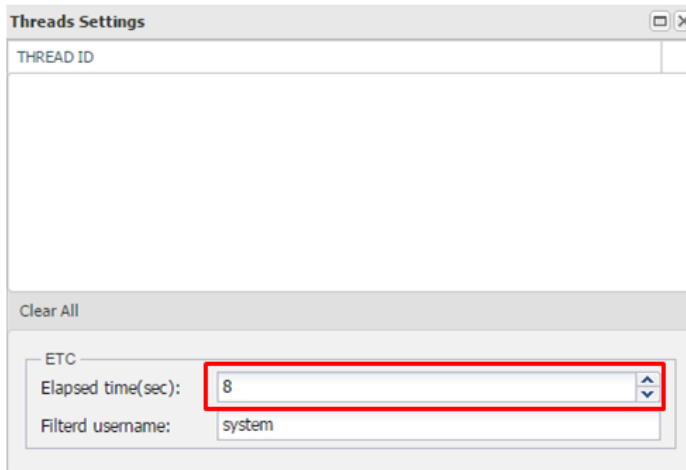 Threads Settings
THREAD ID
Clear All
ETC
Elapsed time(sec): 8
Filterd username: system